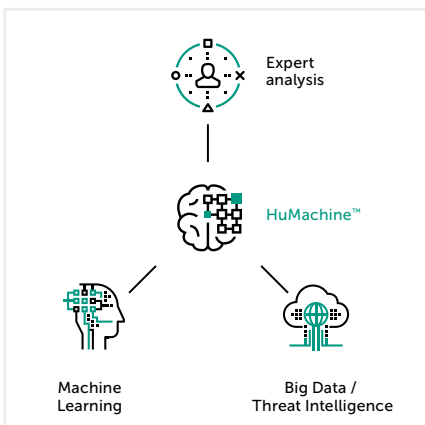 Expert
analysis
HuMachine™
Machine
Learning
Big Data /
Threat Intelligence